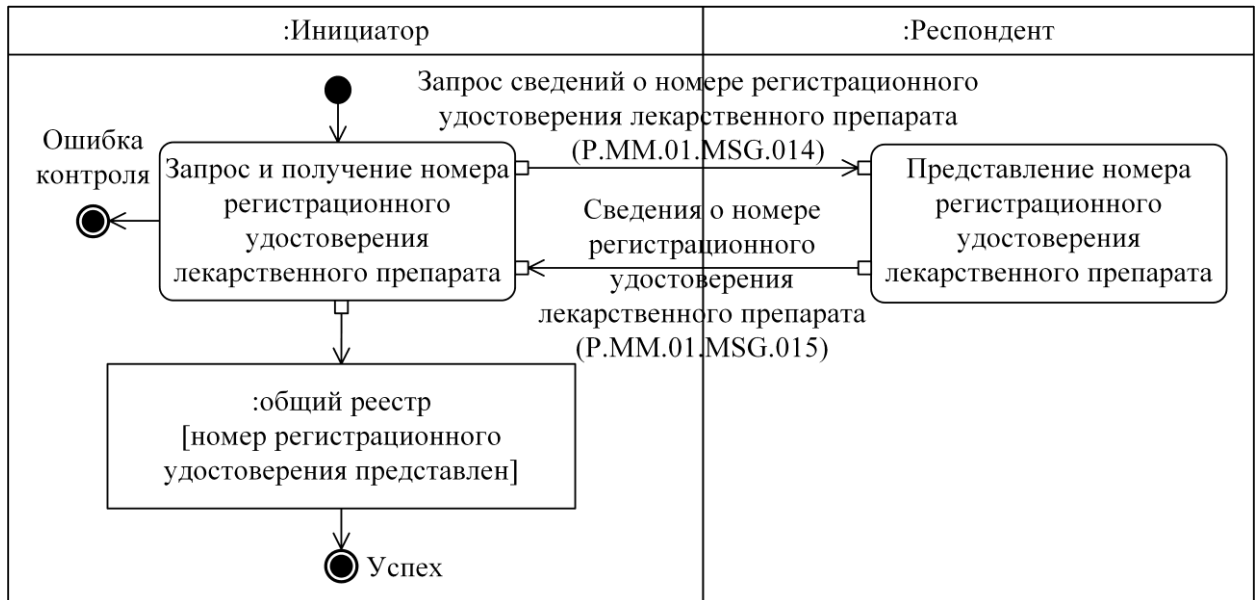 :Инициатор
:Респондент
Запрос сведений о номере регистрационного
удостоверения лекарственного препарата
(P.MM.01.MSG.014)
Ошибка
контроля
Запрос и получение номера
регистрационного
удостоверения
лекарственного препарата
Представление номера
регистрационного
удостоверения
лекарственного препарата
Сведения о номере
регистрационного
удостоверения
лекарственного препарата
(P.MM.01.MSG.015)
:общий реестр
[номер регистрационного
удостоверения представлен]
Успех